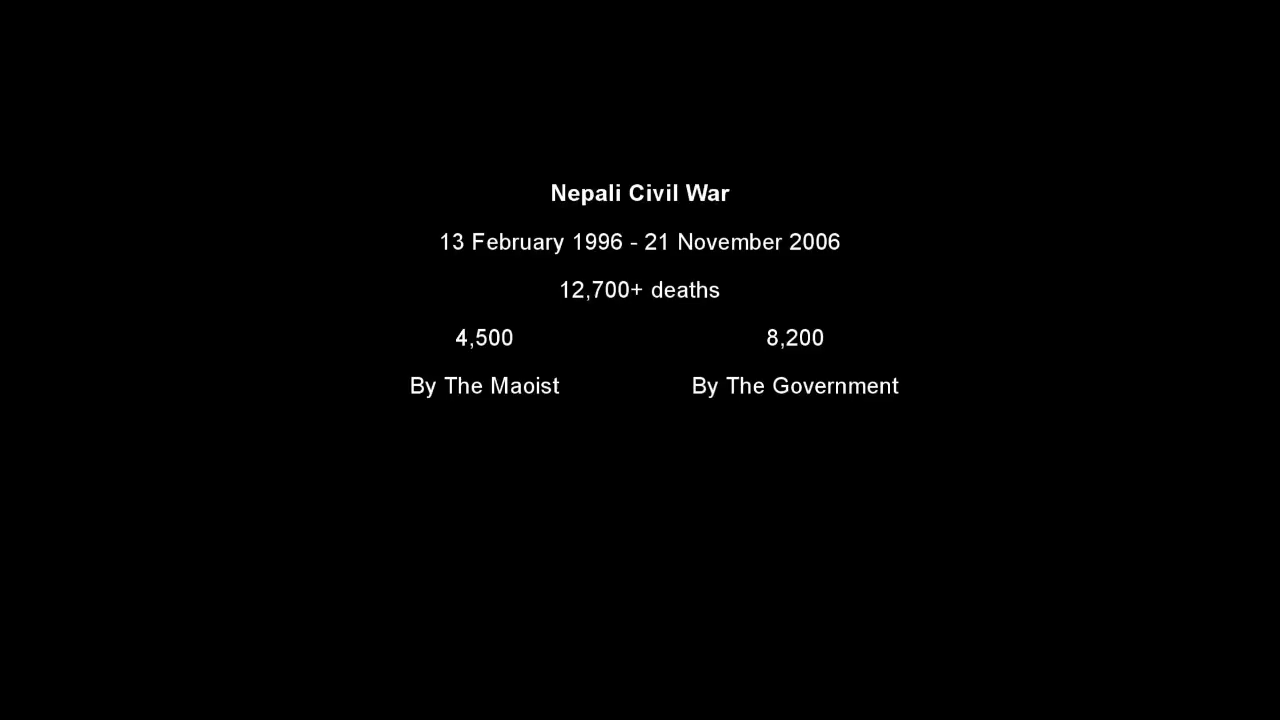 Nepali Civil War
13 February 1996 - 21 November 2006
12,700+ deaths
4,500 8,200
By The Maoist By The Government